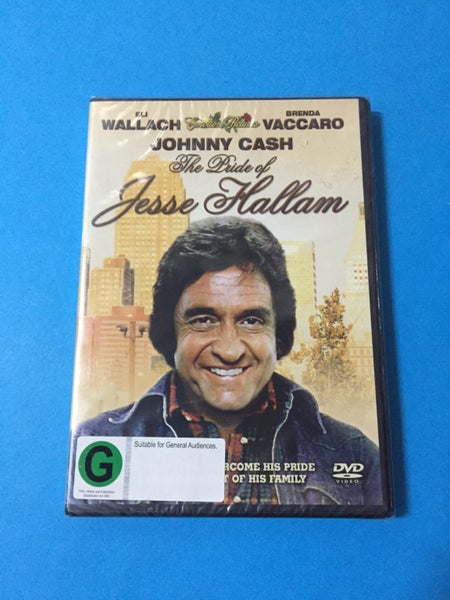 ELI
WALLACH
BRENDA
VACCARO
JOHNNY CASH
The Pride of
Jesse Hallam
G
Suitable for General Audiences.
RCOME HIS PRIDE
T OF HIS FAMILY
DVD
VIDEO